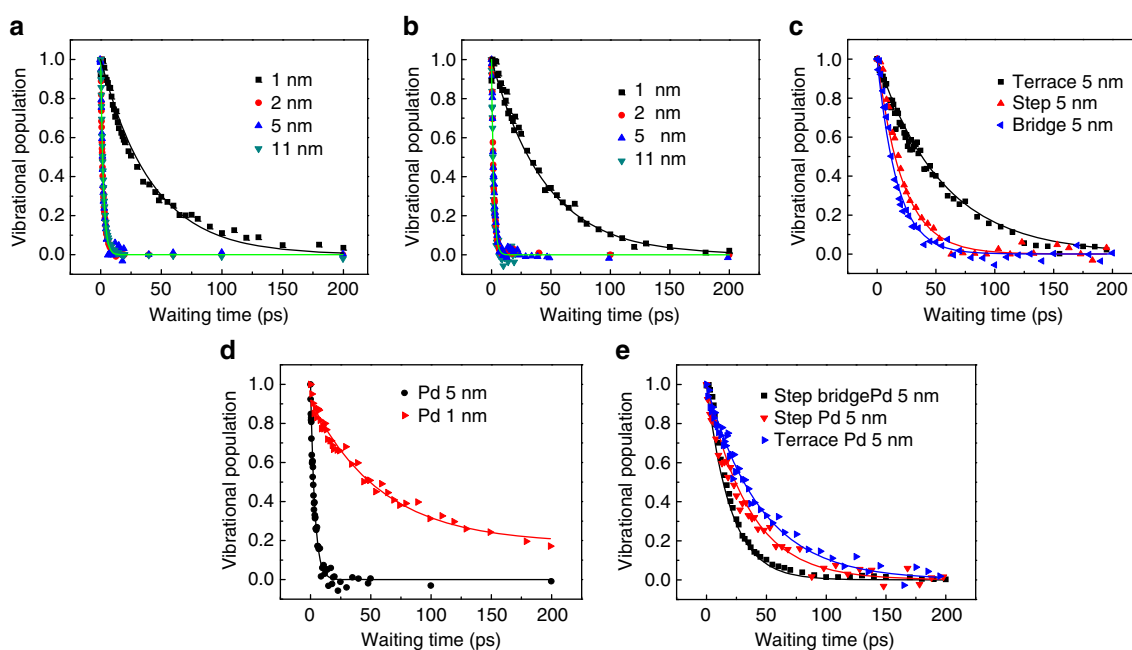 a
1.0
0.8
0.6
0.4
0.2
0.0
Vibrational population
0 50 100 150 200
Waiting time (ps)
1 nm
2 nm
5 nm
11 nm
b
1.0
0.8
0.6
0.4
0.2
0.0
Vibrational population
0 50 100 150 200
Waiting time (ps)
1 nm
2 nm
5 nm
11 nm
c
1.0
0.8
0.6
0.4
0.2
0.0
Vibrational population
0 50 100 150 200
Waiting time (ps)
Terrace 5 nm
Step 5 nm
Bridge 5 nm
d
1.0
0.8
0.6
0.4
0.2
0.0
Vibrational population
0 50 100 150 200
Waiting time (ps)
Pd 5 nm
Pd 1 nm
e
1.0
0.8
0.6
0.4
0.2
0.0
Vibrational population
0 50 100 150 200
Waiting time (ps)
Step bridgePd 5 nm
Step Pd 5 nm
Terrace Pd 5 nm